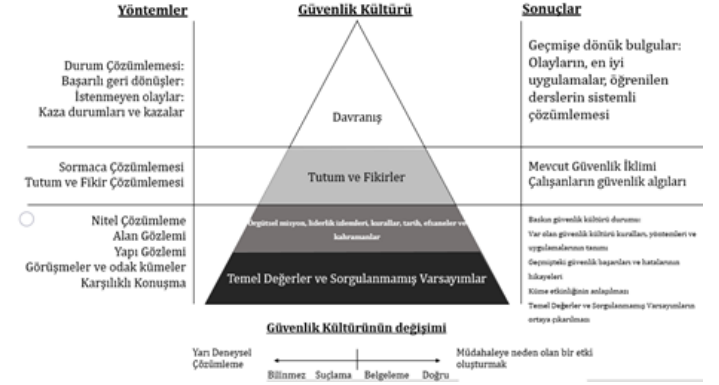 Yöntemler
Güvenlik Kültürü
Sonuçlar
Durum Çözümlemesi:
Başarılı geri dönüşler:
İstenmeyen olaylar:
Kaza durumları ve kazalar
Davranış
Geçmişe dönük bulgular:
Olayların, en iyi
uygulamalar, öğrenilen
derslerin sistemli
çözümlemesi
Sormaca Çözümlemesi
Tutum ve Fikir Çözümlemesi
Tutum ve Fikirler
Mevcut Güvenlik İklimi
Çalışanların güvenlik algıları
Nitel Çözümleme
Alan Gözlemi
Yapı Gözlemi
Görüşmeler ve odak kümeler
Karşılıklı Konuşma
Örgütsel misyon, liderlik izlemleri, kurallar, tarih, efsaneler ve
kahramanlar
Temel Değerler ve Sorgulanmamış Varsayımlar
Baskın güvenlik kültürü durumu:
Var olan güvenlik kültürü kuralları, yöntemleri ve
uygulamalarının tanımı
Geçmişteki güvenlik başarıları ve hatalarının
hikayeleri
Küme etkinliğinin anlaşılması
Temel Değerler ve Sorgulanmamış Varsayımların
ortaya çıkarılması
Güvenlik Kültürünün değişimi
Yarı Deneysel
Çözümleme
Müdahaleye neden olan bir etki
oluşturmak
Bilinmez Suçlama Belgeleme Doğru